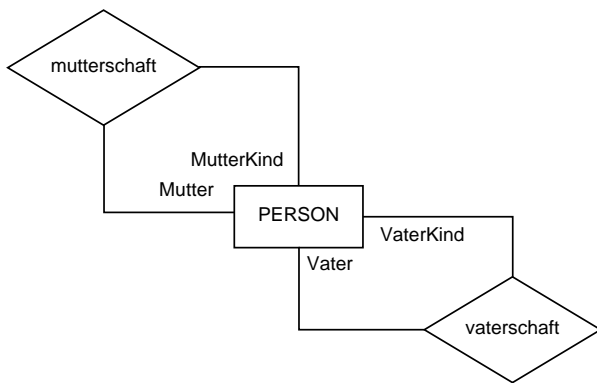 mutterschaft
MutterKind
Mutter
PERSON
VaterKind
Vater
vaterschaft